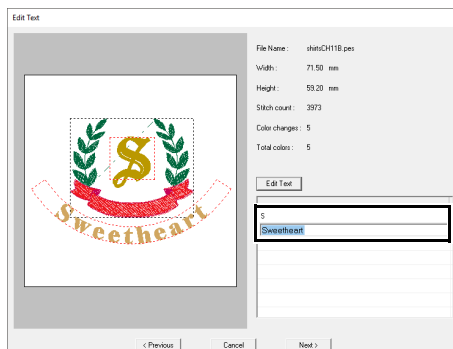 Edit Text
File Name : shirtsCH11B.pes
Width : 71.50 mm
Height : 59.20 mm
Stitch count : 3973
Color changes : 5
Total colors : 5
Edit Text
S
Sweetheart
S
Sweetheart
< Previous Cancel Next >